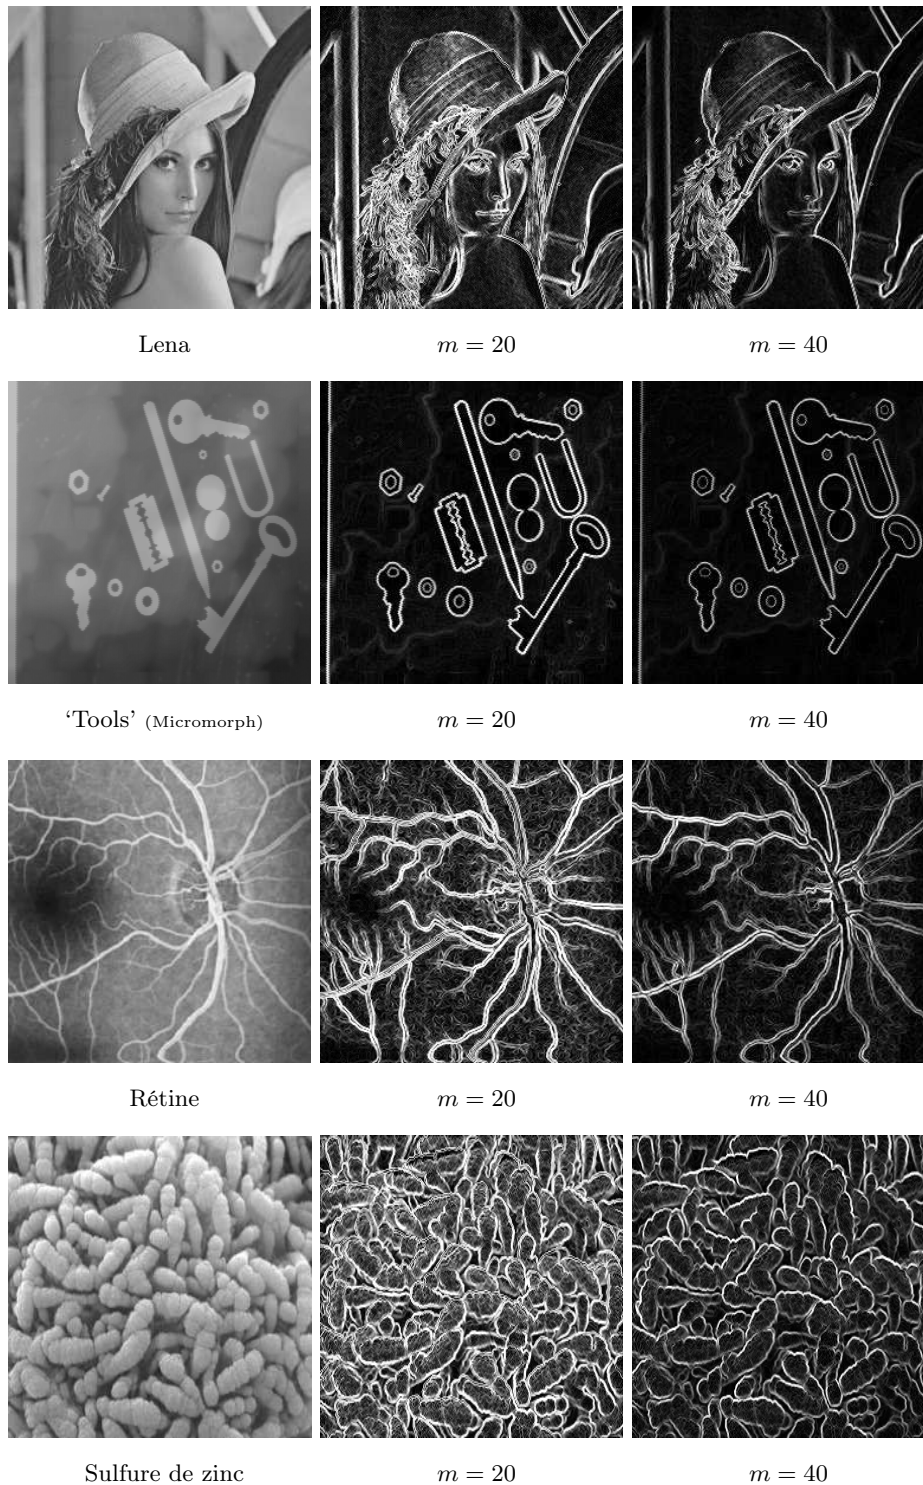 Lena m = 20 m = 40
‘Tools’ (Micromorph) m = 20 m = 40
Rétine m = 20 m = 40
Sulfure de zinc m = 20 m = 40